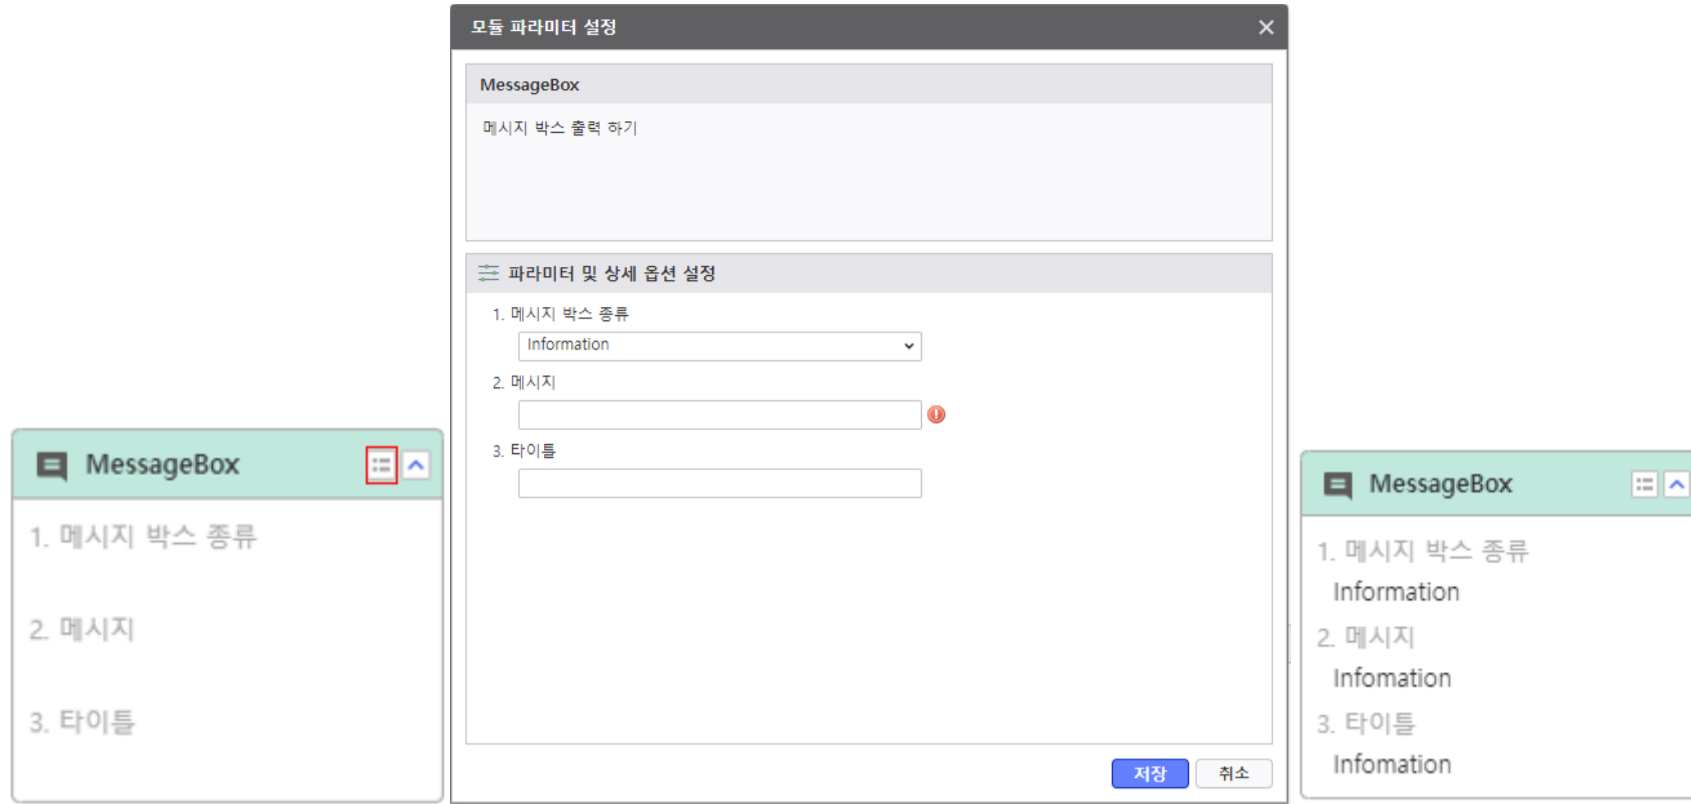 MessageBox
1. 메시지 박스 종류
2. 메시지
3. 타이틀
모듈 파라미터 설정
MessageBox
메시지 박스 출력 하기
파라미터 및 상세 옵션 설정
1. 메시지 박스 종류
Information
2. 메시지
3. 타이틀
저장
취소
MessageBox
1. 메시지 박스 종류
Information
2. 메시지
Infomation
3. 타이틀
Infomation